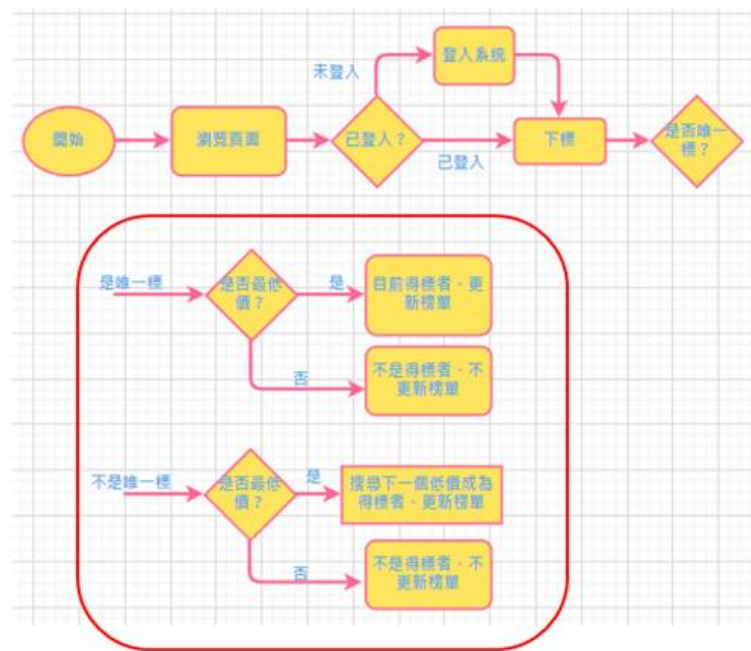 未登入
登入系統
開始
瀏覽頁面
已登入？
已登入
下標
是否唯一
標？
是唯一標
是否最低
價？
是
目前得標者、更
新榜單
否
不是得標者、不
更新榜單
不是唯一標
是否最低
價？
是
搜尋下一個低價成為
得標者、更新榜單
否
不是得標者、不
更新榜單